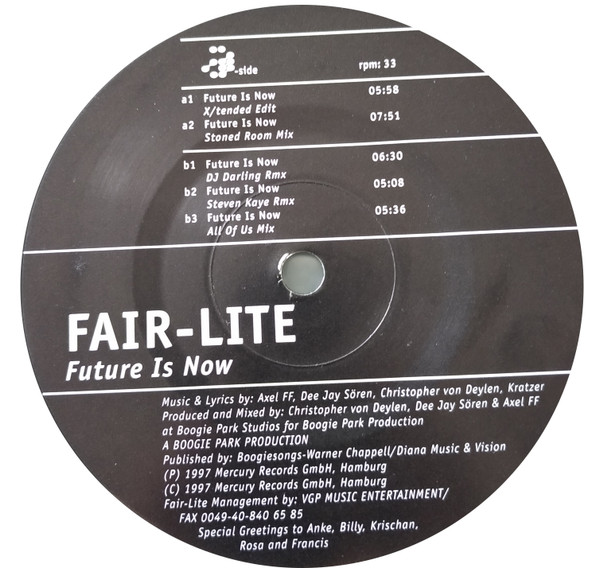 -side
rpm: 33
a1 Future Is Now 05:58
X/tended Edit
a2 Future Is Now 07:51
Stoned Room Mix
b1 Future Is Now 06:30
DJ Darling Rmx
b2 Future Is Now 05:08
Steven Kaye Rmx
b3 Future Is Now 05:36
All Of Us Mix
FAIR-LITE
Future Is Now
Music & Lyrics by: Axel FF, Dee Jay Sören, Christopher von Deylen, Kratzer
Produced and Mixed by: Christopher von Deylen, Dee Jay Sören & Axel FF
at Boogie Park Studios for Boogie Park Production
A BOOGIE PARK PRODUCTION
Published by: Boogiesongs-Warner Chappell/Diana Music & Vision
(P) 1997 Mercury Records GmbH, Hamburg
(C) 1997 Mercury Records GmbH, Hamburg
Fair-Lite Management by: VGP MUSIC ENTERTAINMENT/
FAX 0049-40-840 65 85
Special Greetings to Anke, Billy, Krischan,
Rosa and Francis